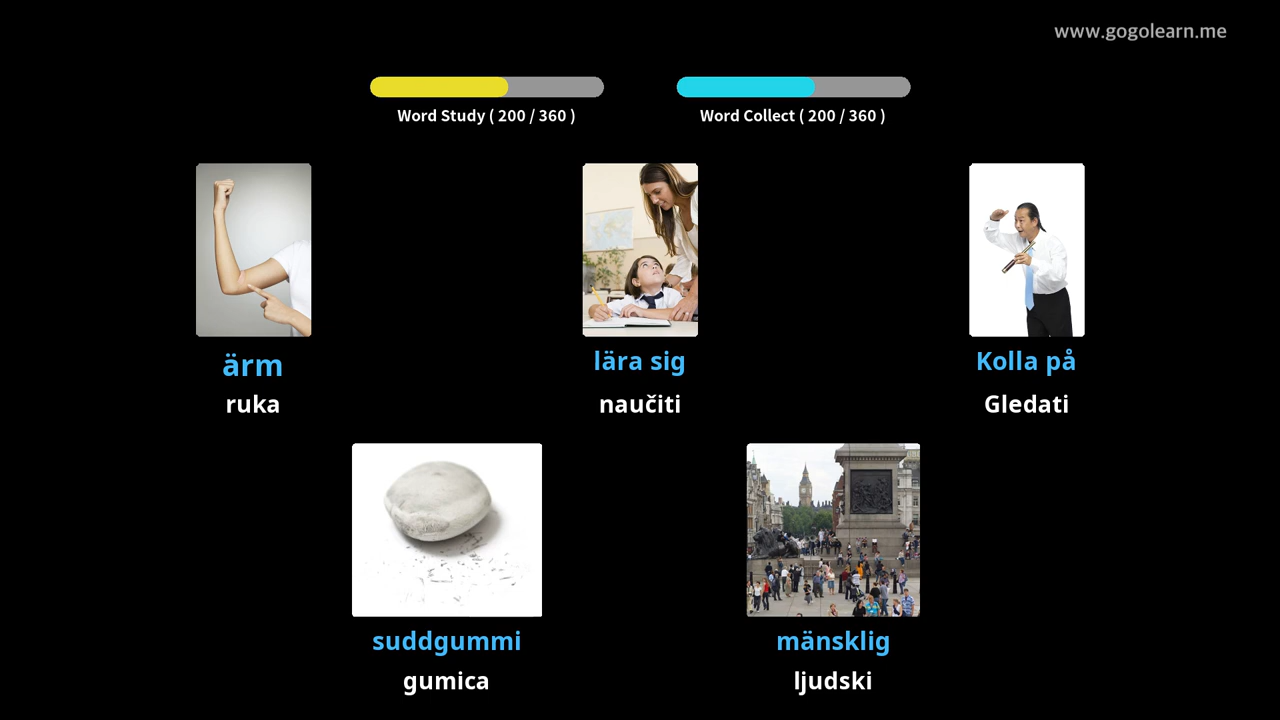 www.gogolearn.me
Word Study ( 200 / 360 )
Word Collect ( 200 / 360 )
ärm
ruka
lära sig
naučiti
Kolla på
Gledati
suddgummi
gumica
mänsklig
ljudski